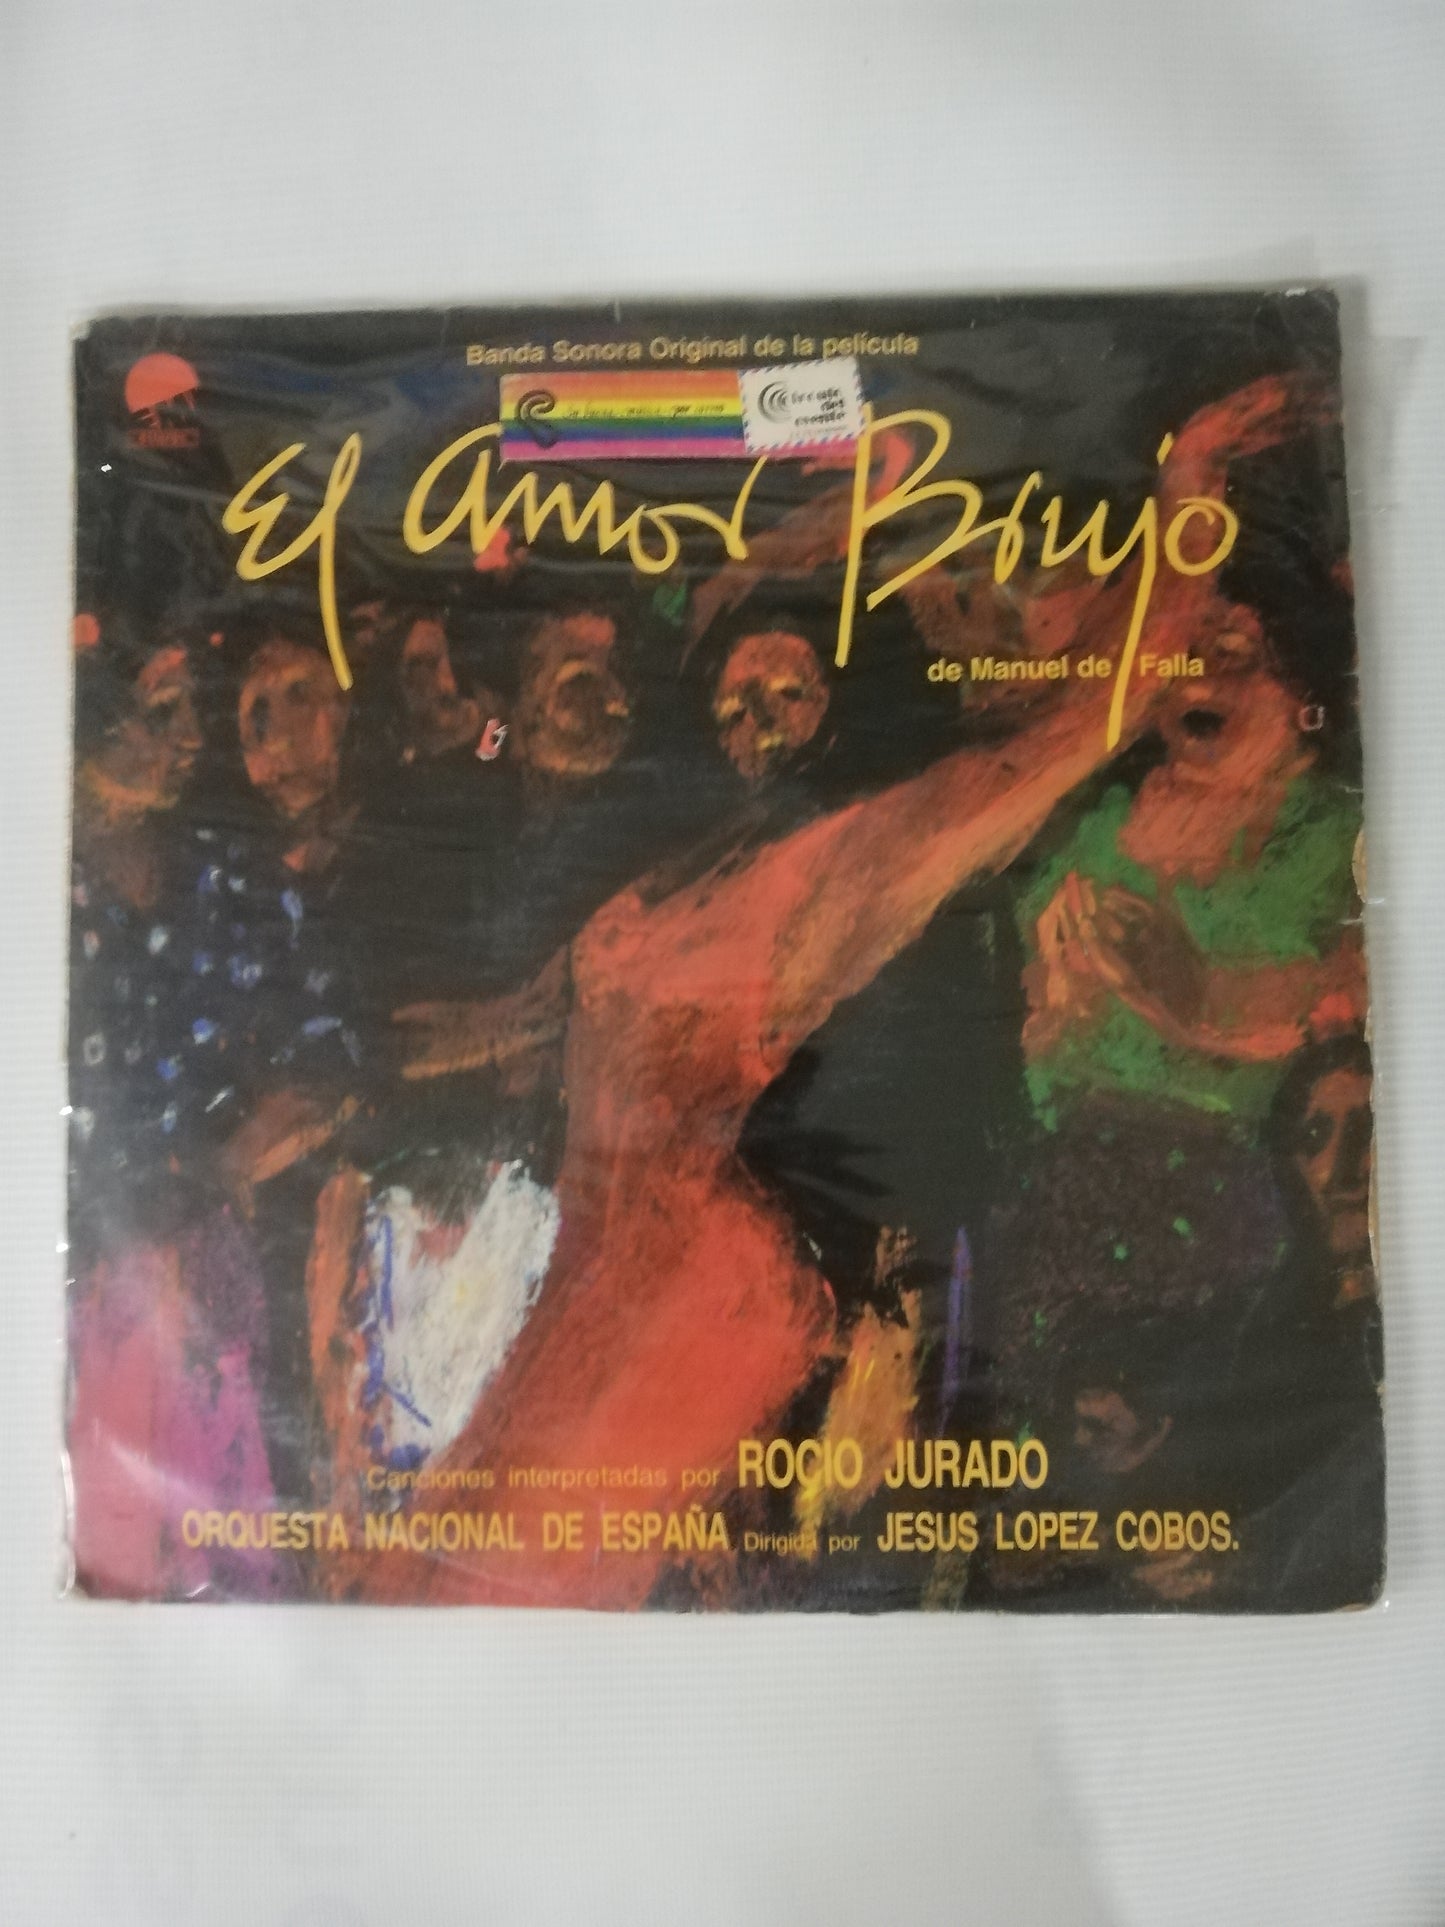 Banda Sonora Original de la película
EMI
El Amor Brujo
de Manuel de Falla
Canciones interpretadas por ROCIO JURADO
ORQUESTA NACIONAL DE ESPAÑA Dirigida por JESUS LOPEZ COBOS.